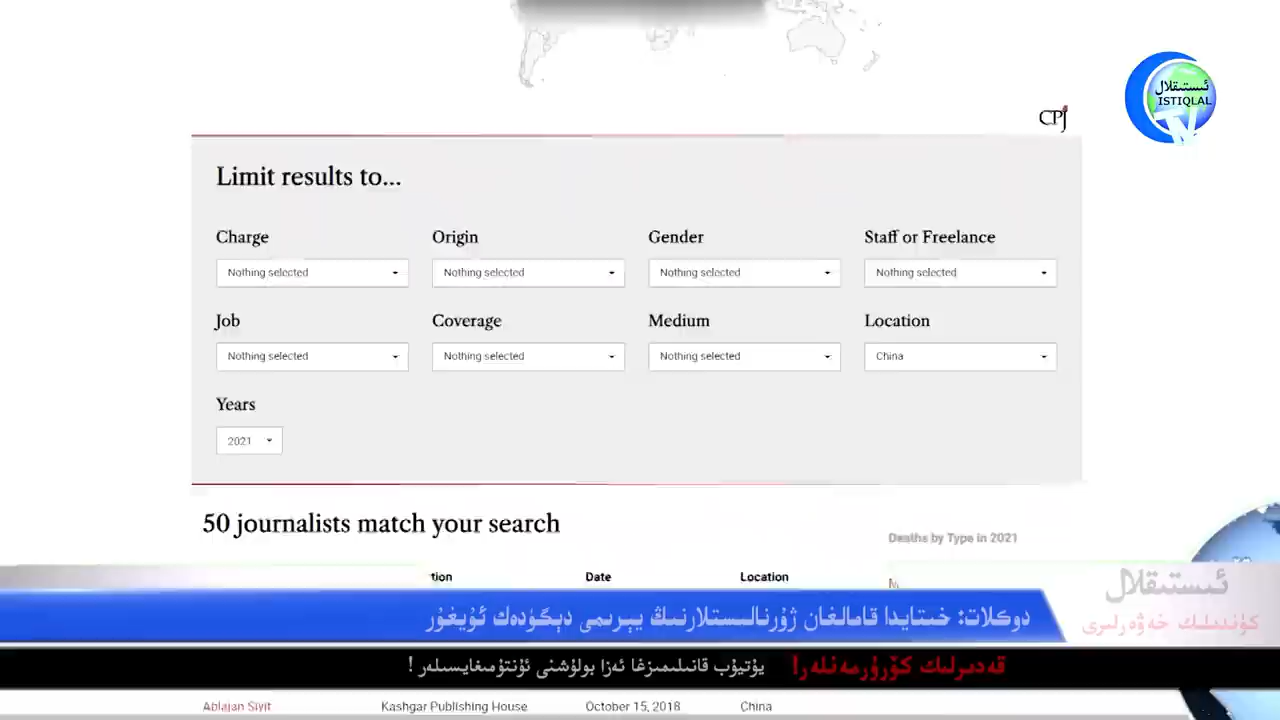 ئىستىقلال
ISTIQLAL
TV
CPJ
Limit results to...
Charge Origin Gender Staff or Freelance
Nothing selected Nothing selected Nothing selected Nothing selected
Job Coverage Medium Location
Nothing selected Nothing selected Nothing selected China
Years
2021
50 journalists match your search
Deaths by Type in 2021
tion Date Location
ئىستىقلال
كۈندىلىك خەۋەرلىرى
دوكلات: خىتايدا قامالغان ژۇرنالىستلارنىڭ يېرىمى دېگۈدەك ئۇيغۇر
قەدىرلىك كۆرۈرمەنلەر! يۇتيۇب قانىلىمىزغا ئەزا بولۇشنى ئۇنتۇمىغايسىلەر !
Ablajan Siyit Kashgar Publishing House October 15, 2018 China